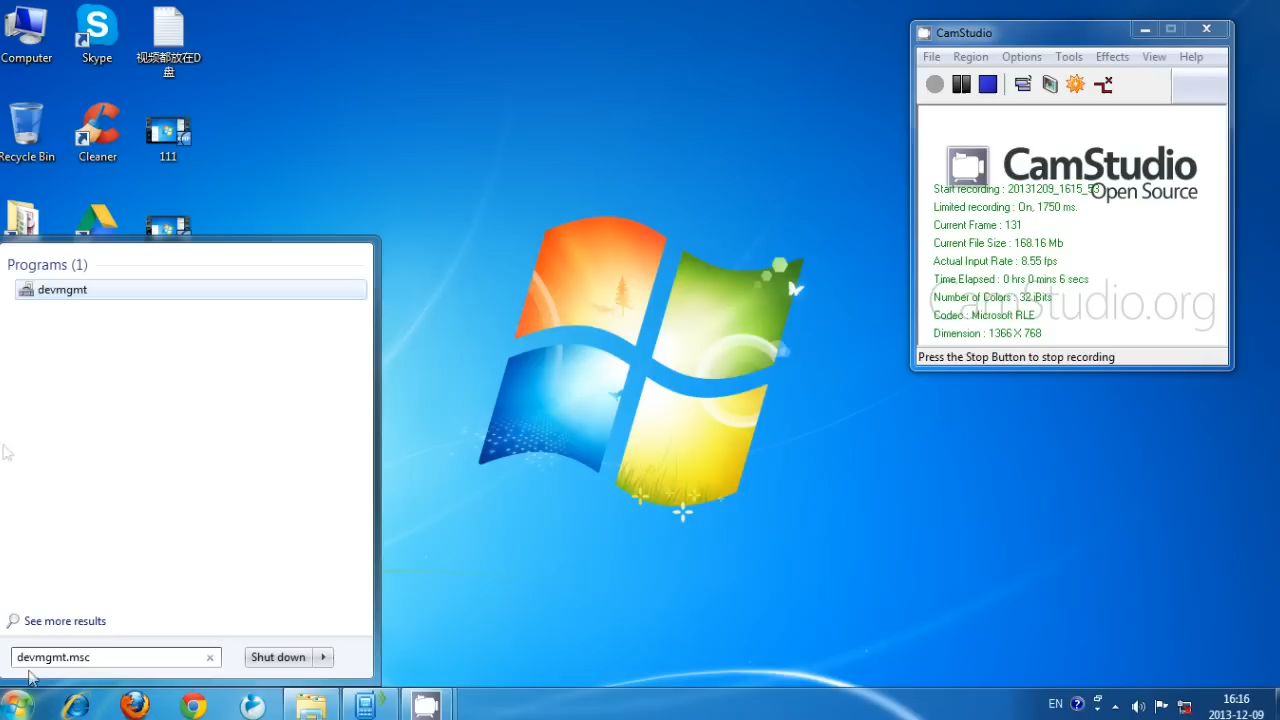 Computer
Skype
视频都放在D
盘
Recycle Bin
Cleaner
111
Programs (1)
devmgmt
See more results
devmgmt.msc
Shut down
CamStudio
File Region Options Tools Effects View Help
CamStudio
Open Source
Start recording : 20131209_1615_53
Limited recording : On, 1750 ms.
Current Frame : 131
Current File Size : 168.16 Mb
Actual Input Rate : 8.55 fps
Time Elapsed : 0 hrs 0 mins 6 secs
Number of Colors : 32 Bits
Codec : Microsoft RLE
Dimension : 1366 X 768
CamStudio.org
Press the Stop Button to stop recording
EN
16:16
2013-12-09